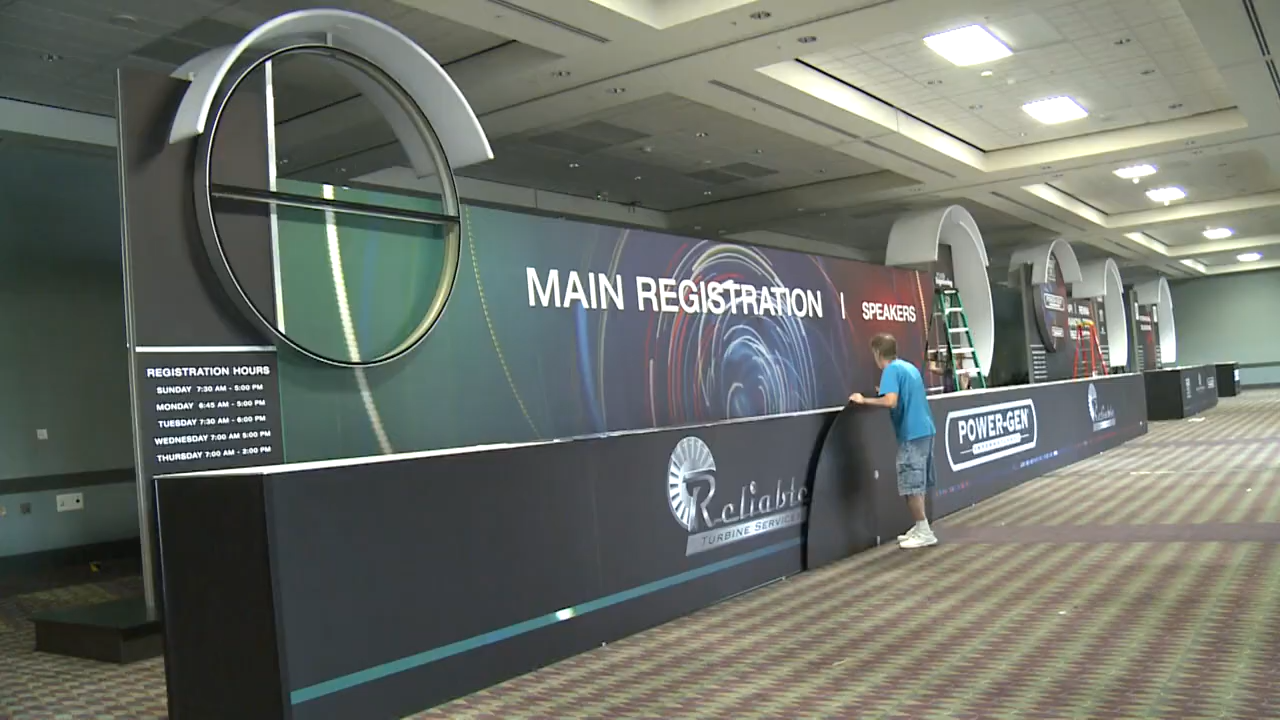 MAIN REGISTRATION | SPEAKERS
REGISTRATION HOURS
SUNDAY 7:30 AM - 5:00 PM
MONDAY 6:45 AM - 5:00 PM
TUESDAY 7:30 AM - 6:00 PM
WEDNESDAY 7:00 AM 5:00 PM
THURSDAY 7:00 AM - 2:00 PM
Reliable
TURBINE SERVICES
POWER-GEN
INTERNATIONAL